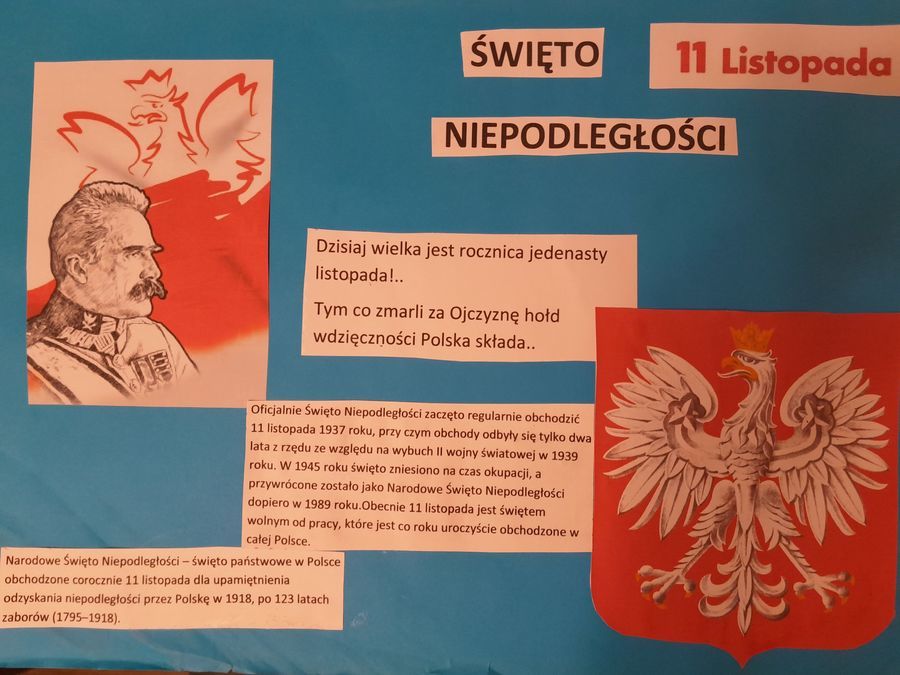 ŚWIĘTO
11 Listopada
NIEPODLEGŁOŚCI
Dzisiaj wielka jest rocznica jedenasty
listopada!..
Tym co zmarli za Ojczyznę hołd
wdzięczności Polska składa..
Oficjalnie Święto Niepodległości zaczęto regularnie obchodzić
11 listopada 1937 roku, przy czym obchody odbyły się tylko dwa
lata z rzędu ze względu na wybuch II wojny światowej w 1939
roku. W 1945 roku święto zniesiono na czas okupacji, a
przywrócone zostało jako Narodowe Święto Niepodległości
dopiero w 1989 roku.Obecnie 11 listopada jest świętem
wolnym od pracy, które jest co roku uroczyście obchodzone w
całej Polsce.
Narodowe Święto Niepodległości – święto państwowe w Polsce
obchodzone corocznie 11 listopada dla upamiętnienia
odzyskania niepodległości przez Polskę w 1918, po 123 latach
zaborów (1795–1918).